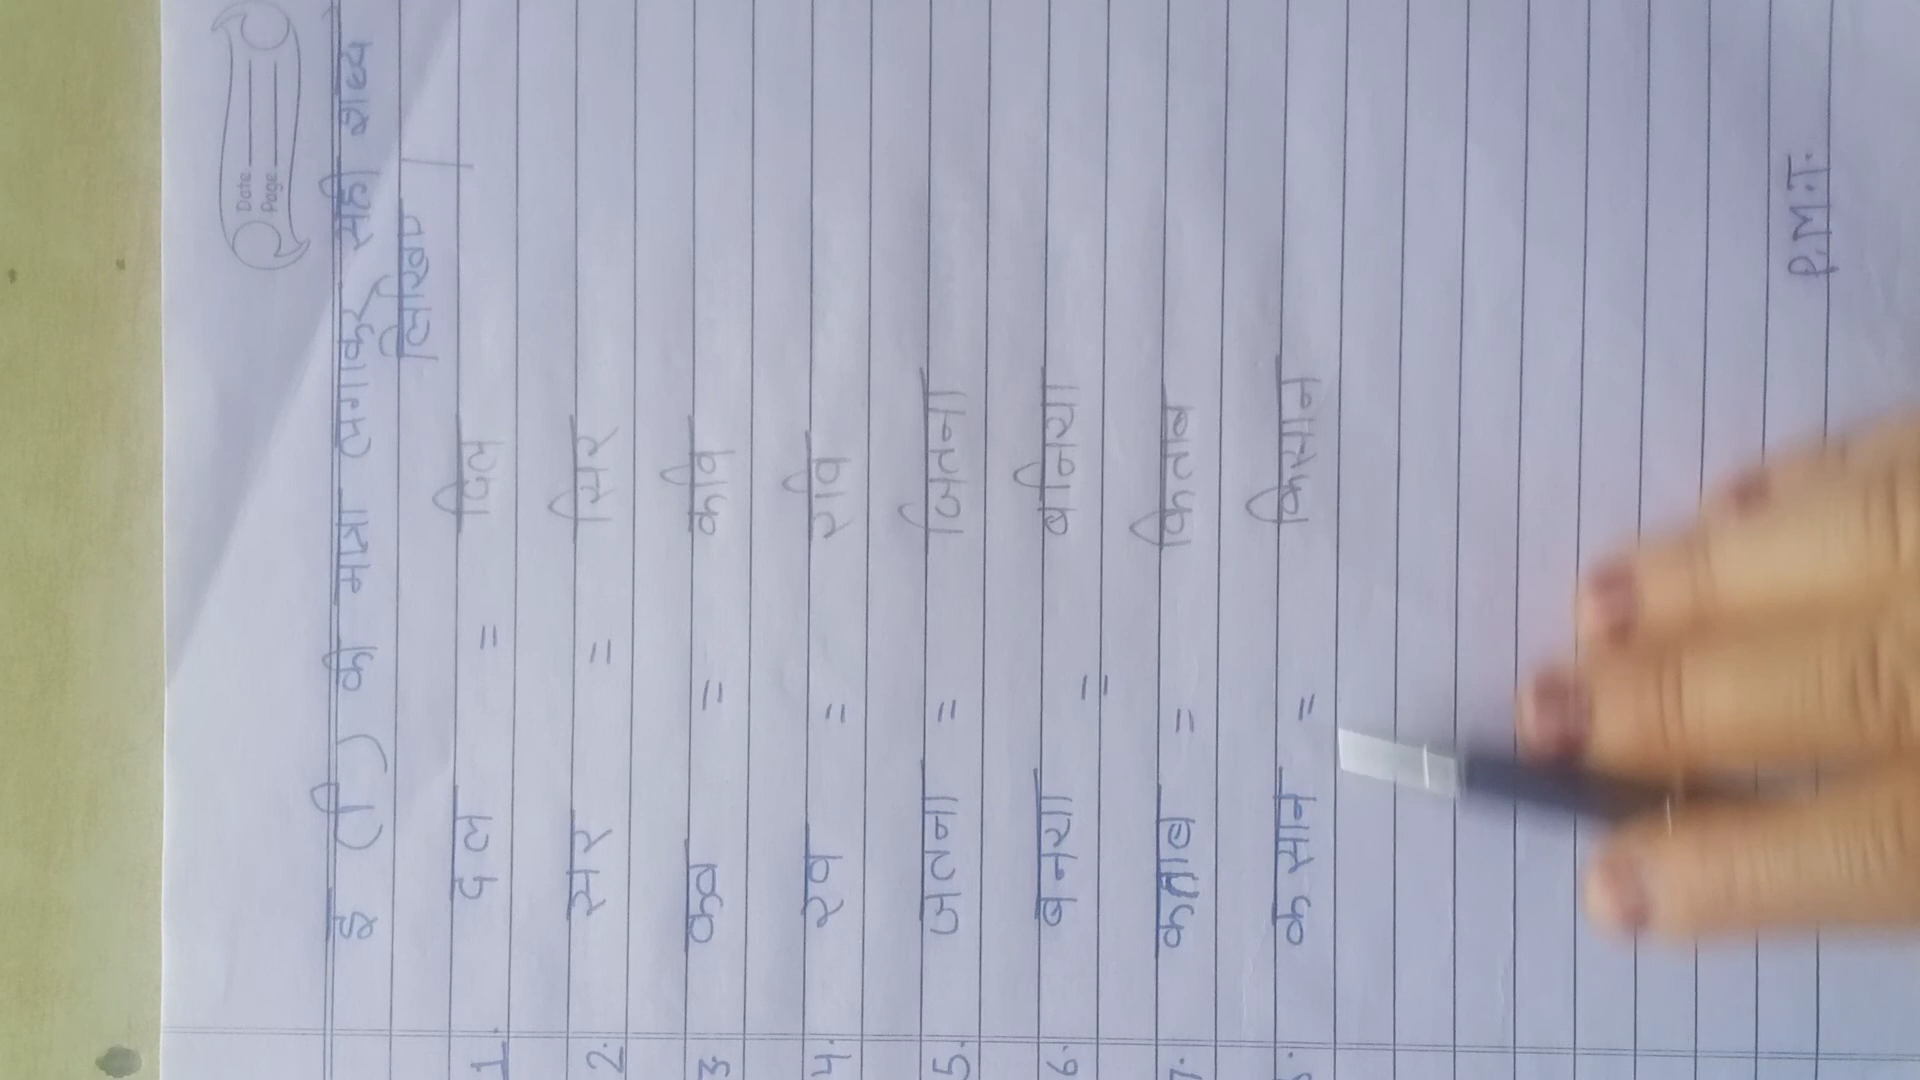 Date
Page
इ ( ि ) की मात्रा लगाकर सही शब्द
लिखिए
1. दल = दिल
2. सर = सिर
3. कव = कवि
4. रव = रवि
5. जतना = जितना
6. बनया = बनिया
7. कताब = कितब
8. कसान = किसान
P.M.T.